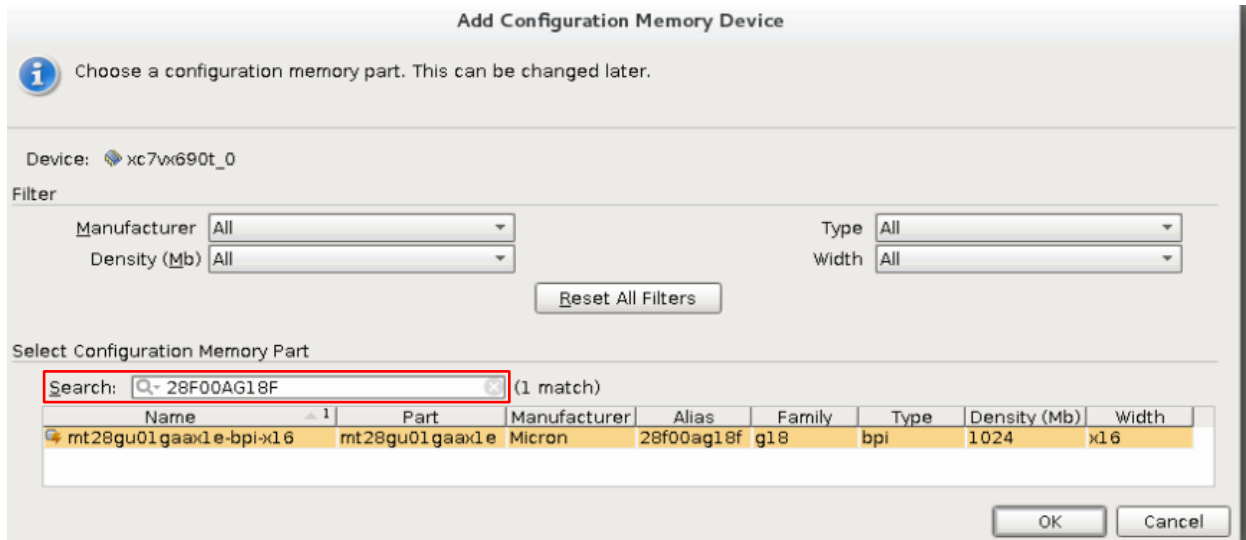 Add Configuration Memory Device
Choose a configuration memory part. This can be changed later.
Device: xc7vx690t_0
Filter
Manufacturer All Type All
Density (Mb) All Width All
Reset All Filters
Select Configuration Memory Part
Search: 28F00AG18F (1 match)
Name 1 Part Manufacturer Alias Family Type Density (Mb) Width
mt28gu01gaax1e-bpi-x16 mt28gu01gaax1e Micron 28f00ag18f g18 bpi 1024 x16
OK Cancel